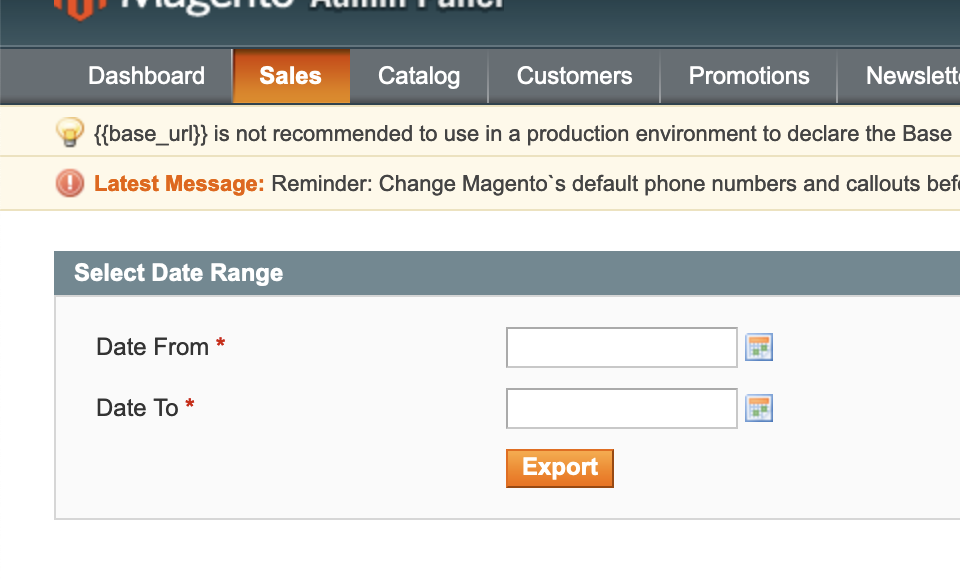 Magento Admin Panel
Dashboard Sales Catalog Customers Promotions Newslett
{{base_url}} is not recommended to use in a production environment to declare the Base
Latest Message: Reminder: Change Magento`s default phone numbers and callouts bef
Select Date Range
Date From *
Date To *
Export